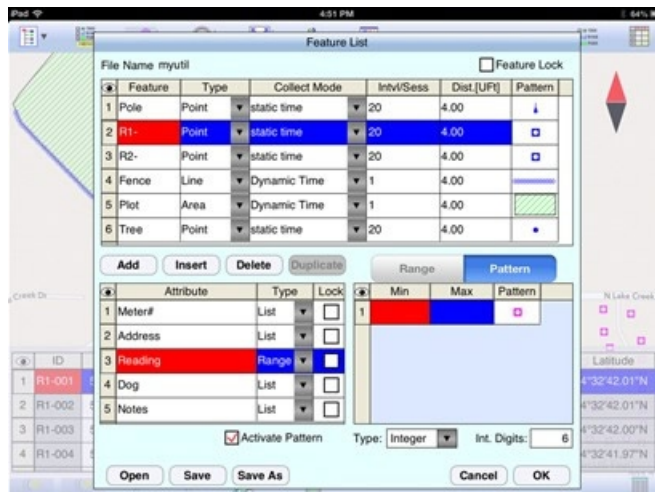 iPad 4:51 PM 64%
Feature List
File Name myutil Feature Lock
Feature Type Collect Mode Intvl/Sess Dist.[UFt] Pattern
1 Pole Point static time 20 4.00
2 R1- Point static time 20 4.00
3 R2- Point static time 20 4.00
4 Fence Line Dynamic Time 1 4.00
5 Plot Area Dynamic Time 1 4.00
6 Tree Point static time 20 4.00
Add Insert Delete Duplicate Range Pattern
Attribute Type Lock Min Max Pattern
1 Meter# List 1
2 Address List
3 Reading Range
4 Dog List
5 Notes List
Activate Pattern Type: Integer Int. Digits: 6
Open Save Save As Cancel OK
Creek Dr
N Lake Creek
ID Latitude
1 R1-001 4°32'42.01"N
2 R1-002 4°32'42.01"N
3 R1-003 4°32'42.00"N
4 R1-004 4°32'41.97"N